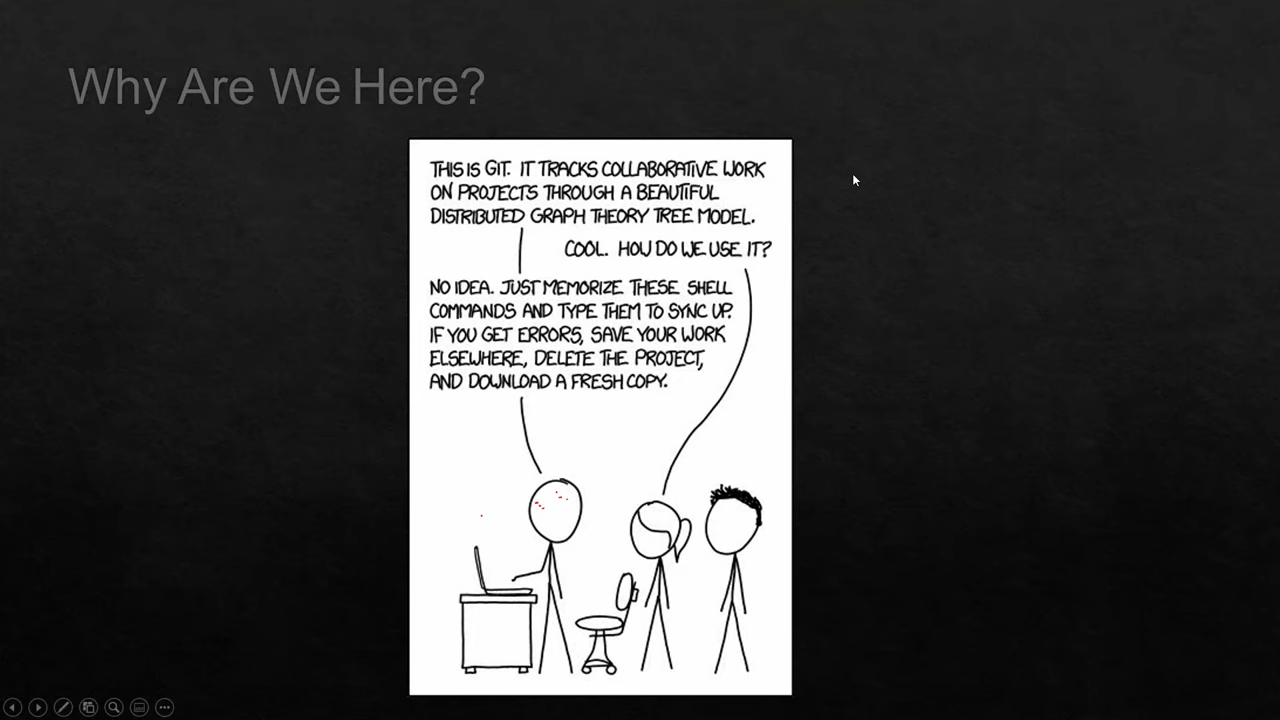 Why Are We Here?
THIS IS GIT. IT TRACKS COLLABORATIVE WORK
ON PROJECTS THROUGH A BEAUTIFUL
DISTRIBUTED GRAPH THEORY TREE MODEL.
COOL. HOW DO WE USE IT?
NO IDEA. JUST MEMORIZE THESE SHELL
COMMANDS AND TYPE THEM TO SYNC UP.
IF YOU GET ERRORS, SAVE YOUR WORK
ELSEWHERE, DELETE THE PROJECT,
AND DOWNLOAD A FRESH COPY.